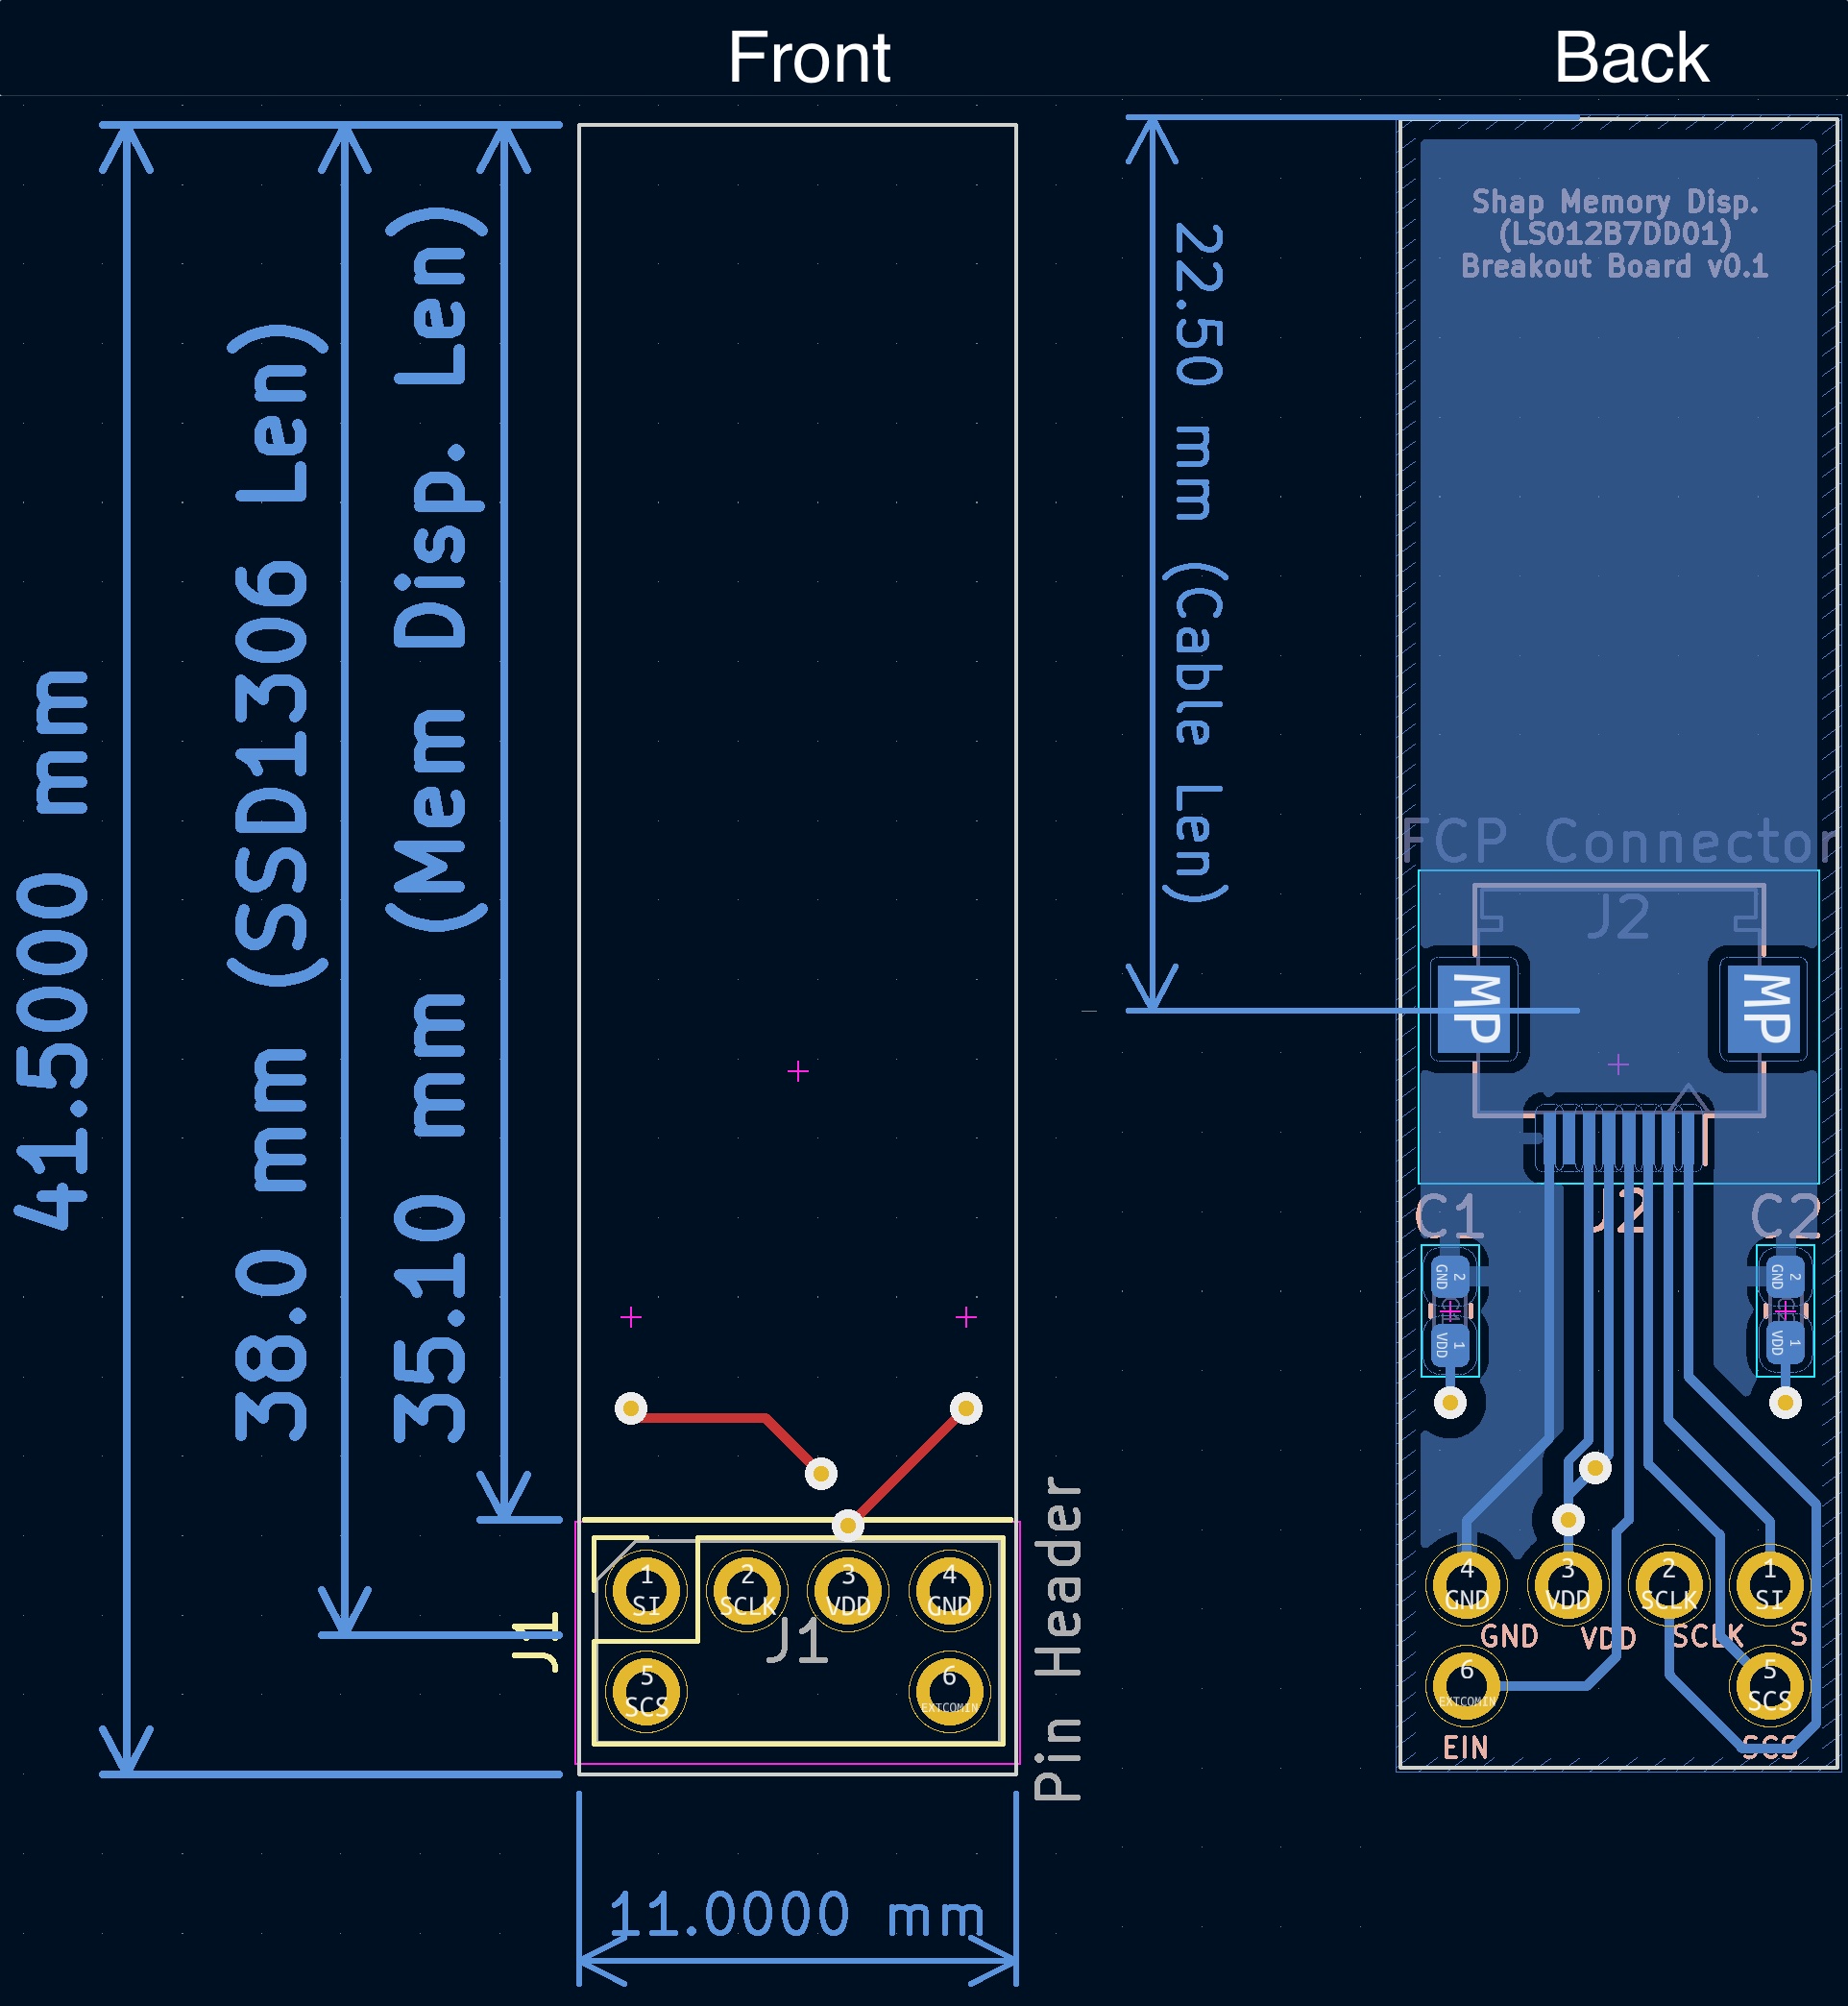 Front
Back
41.5000 mm
38.0 mm (SSD1306 Len)
35.10 mm (Mem Disp. Len)
22.50 mm (Cable Len)
Shap Memory Disp.
(LS012B7DD01)
Breakout Board v0.1
FCP Connector
J2
MP
MP
C1
J2
C2
GND 2
GND 2
VDD 1
VDD 1
Pin Header
J1
1
SI
2
SCLK
3
VDD
4
GND
J1
5
SCS
6
EXTCOMIN
4
GND
3
VDD
2
SCLK
1
SI
GND
VDD
SCLK
S
6
EXTCOMIN
5
SCS
EIN
SCS
11.0000 mm